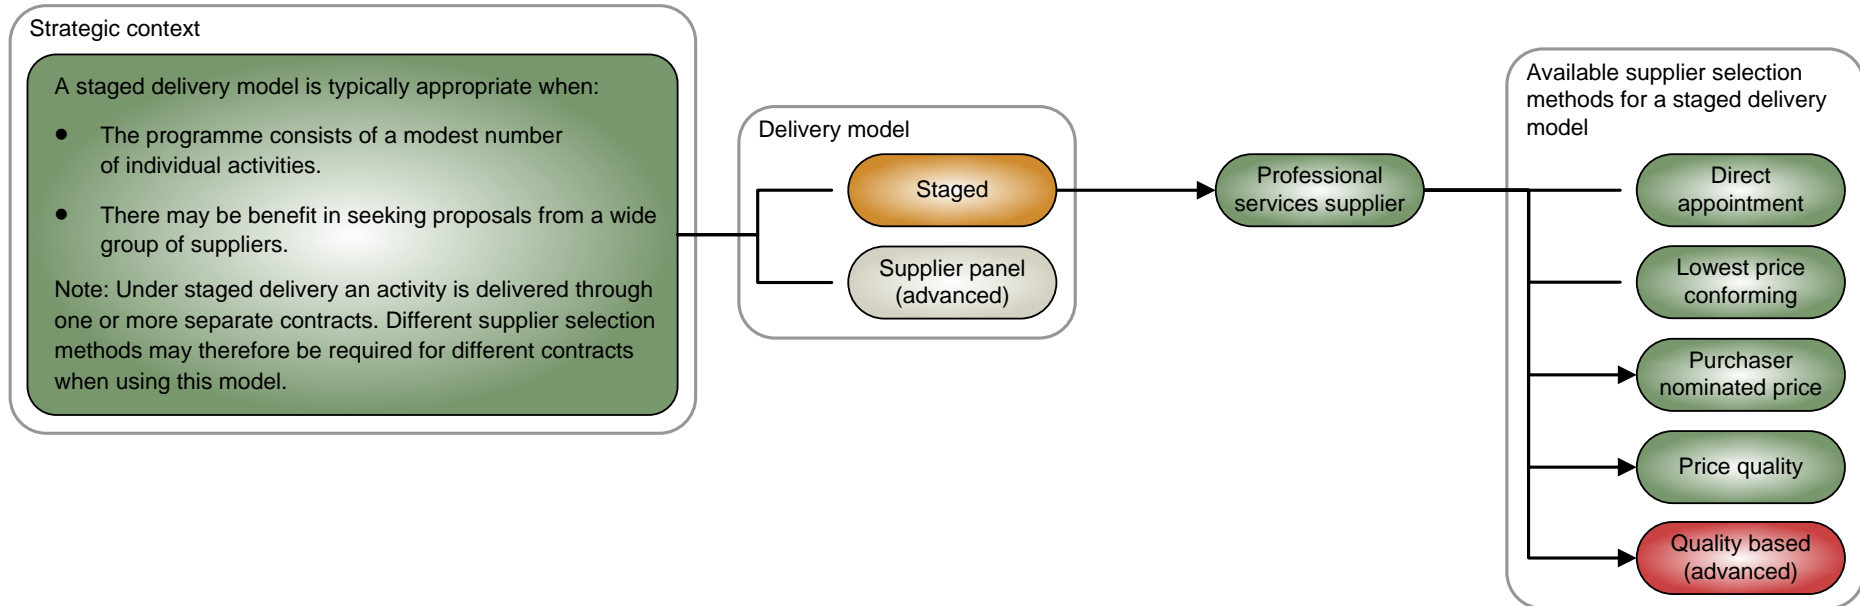 Strategic context
A staged delivery model is typically appropriate when:
● The programme consists of a modest number
of individual activities.
● There may be benefit in seeking proposals from a wide
group of suppliers.
Note: Under staged delivery an activity is delivered through
one or more separate contracts. Different supplier selection
methods may therefore be required for different contracts
when using this model.
Delivery model
Staged
Supplier panel
(advanced)
Professional
services supplier
Available supplier selection
methods for a staged delivery
model
Direct
appointment
Lowest price
conforming
Purchaser
nominated price
Price quality
Quality based
(advanced)